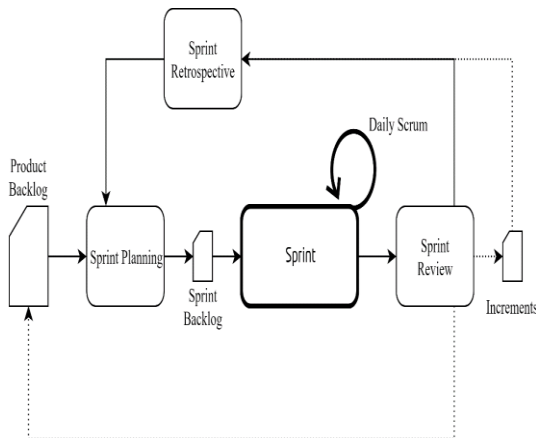 Sprint
Retrospective
Daily Scrum
Product
Backlog
Sprint Planning
Sprint
Backlog
Sprint
Sprint
Review
Increments